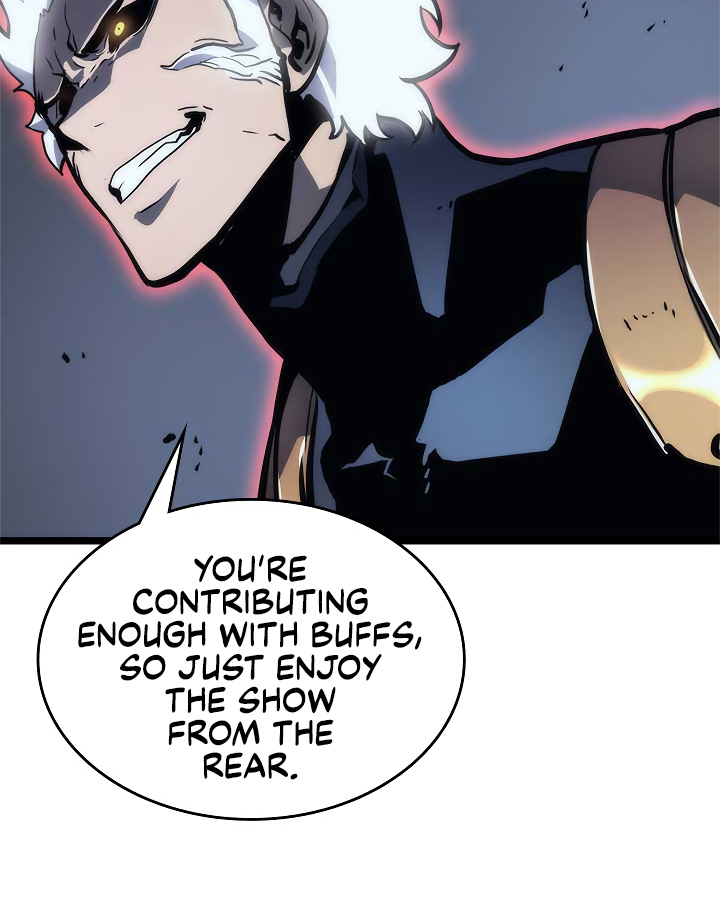 YOU'RE
CONTRIBUTING
ENOUGH WITH BUFFS,
SO JUST ENJOY
THE SHOW
FROM THE
REAR.